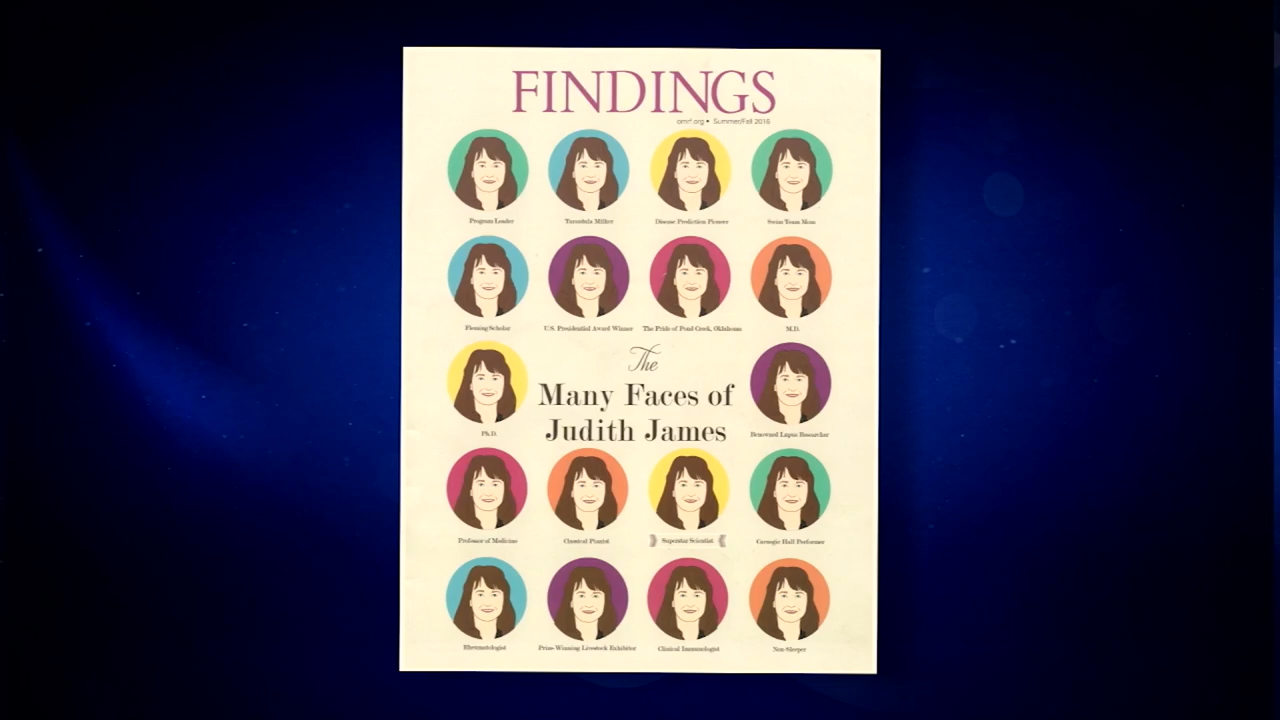 FINDINGS
omrf.org • Summer/Fall 2016
Program Leader
Tarantula Milker
Disease Prediction Pioneer
Swim Team Mom
Fleming Scholar
U.S. Presidential Award Winner
The Pride of Pond Creek, Oklahoma
M.D.
The
Many Faces of
Judith James
Ph.D.
Renowned Lupus Researcher
Professor of Medicine
Classical Pianist
Superstar Scientist
Carnegie Hall Performer
Rheumatologist
Prize-Winning Livestock Exhibitor
Clinical Immunologist
Non-Sleeper